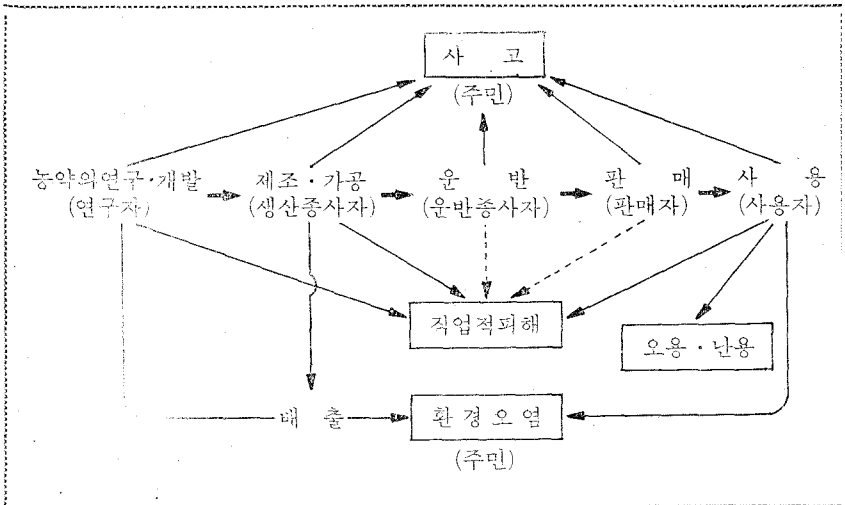 사 고
(주민)
농약의연구·개발 제조·가공 운 반 판 매 사 용
(연구자) (생산종사자) (운반종사자) (판매자) (사용자)
직업적피해
오용·난용
배 출 환경오염
(주민)